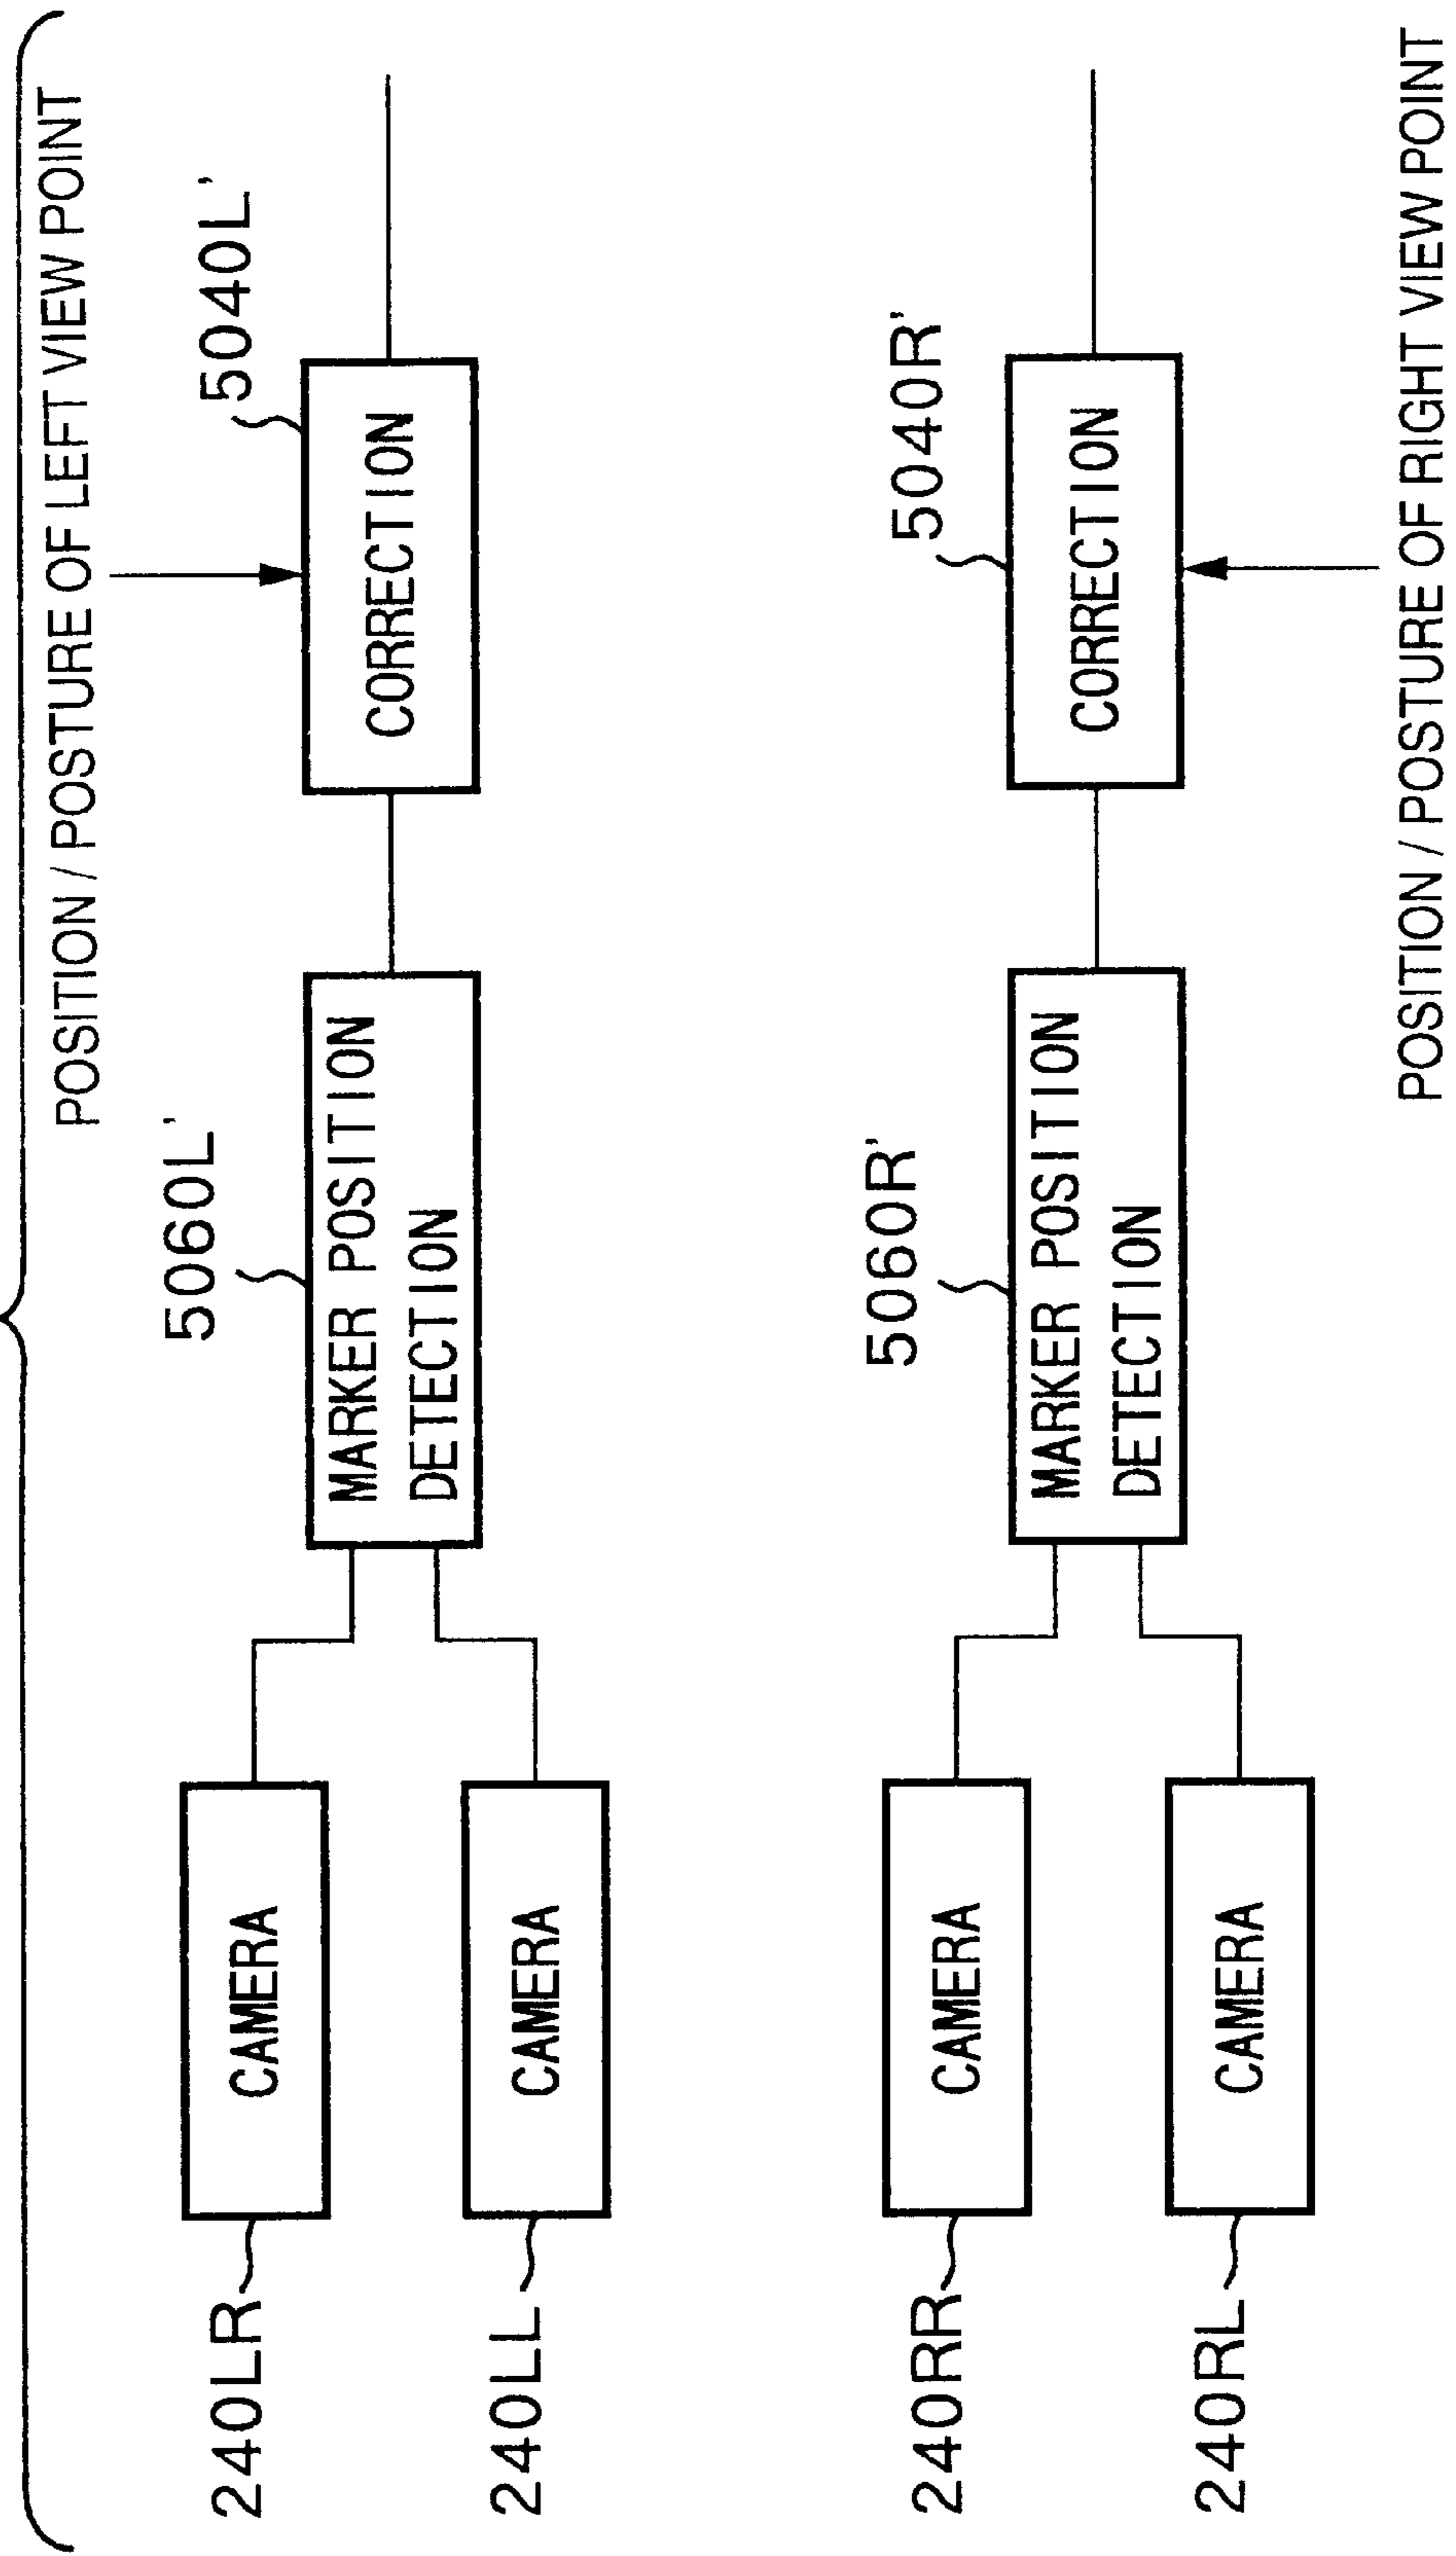 POSITION / POSTURE OF LEFT VIEW POINT
5060L'
5040L'
240LR
CAMERA
MARKER POSITION
DETECTION
CORRECTION
240LL
CAMERA
5060R'
5040R'
240RR
CAMERA
MARKER POSITION
DETECTION
CORRECTION
240RL
CAMERA
POSITION / POSTURE OF RIGHT VIEW POINT